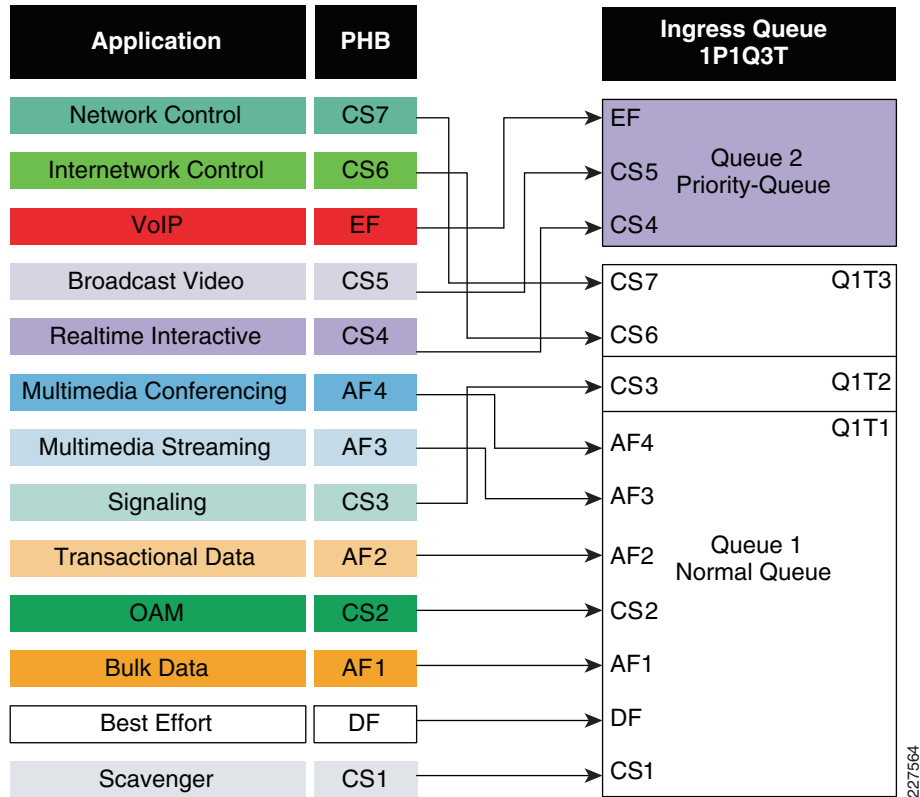 Application PHB Ingress Queue
1P1Q3T
Network Control CS7
Internetwork Control CS6
VoIP EF
Broadcast Video CS5
Realtime Interactive CS4
Multimedia Conferencing AF4
Multimedia Streaming AF3
Signaling CS3
Transactional Data AF2
OAM CS2
Bulk Data AF1
Best Effort DF
Scavenger CS1
EF
CS5
CS4
Queue 2
Priority-Queue
CS7 Q1T3
CS6
CS3 Q1T2
Q1T1
AF4
AF3
AF2
CS2
AF1
DF
CS1
Queue 1
Normal Queue
227564